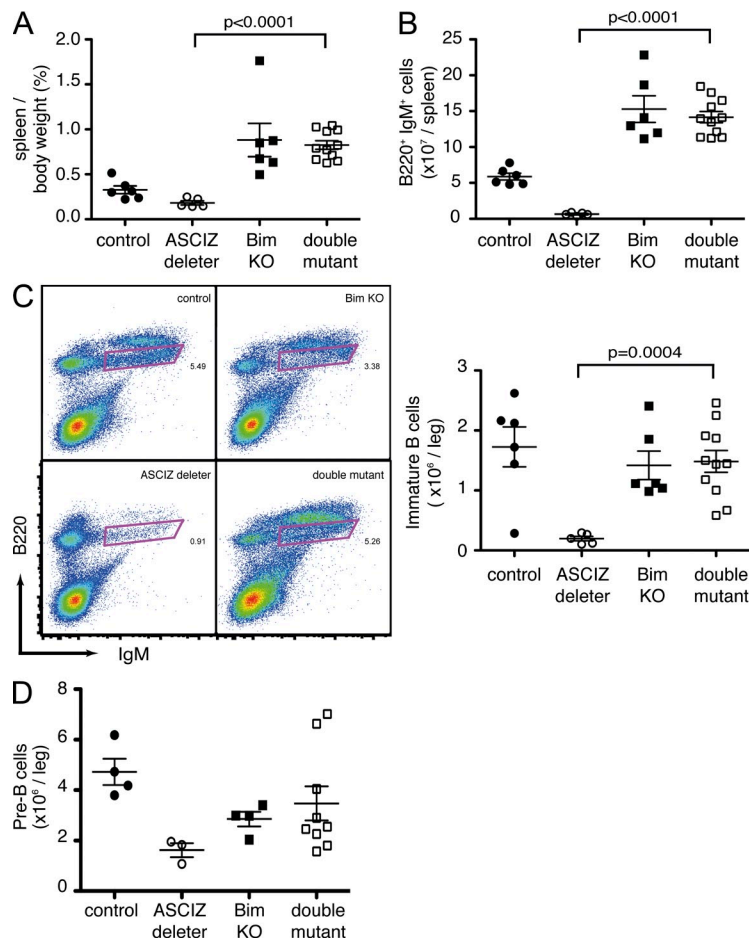 A
p<0.0001
spleen /
body weight (%)
2.0
1.5
1.0
0.5
0.0
control
ASCIZ
deleter
Bim
KO
double
mutant
B
p<0.0001
B220⁺ IgM⁺ cells
(x10⁷ / spleen)
25
20
15
10
5
0
control
ASCIZ
deleter
Bim
KO
double
mutant
C
control
5.49
Bim KO
3.38
ASCIZ deleter
0.91
double mutant
5.26
B220
IgM
p=0.0004
Immature B cells
( x10⁶ / leg)
3
2
1
0
control
ASCIZ
deleter
Bim
KO
double
mutant
D
Pre-B cells
(x10⁶ / leg)
8
6
4
2
0
control
ASCIZ
deleter
Bim
KO
double
mutant